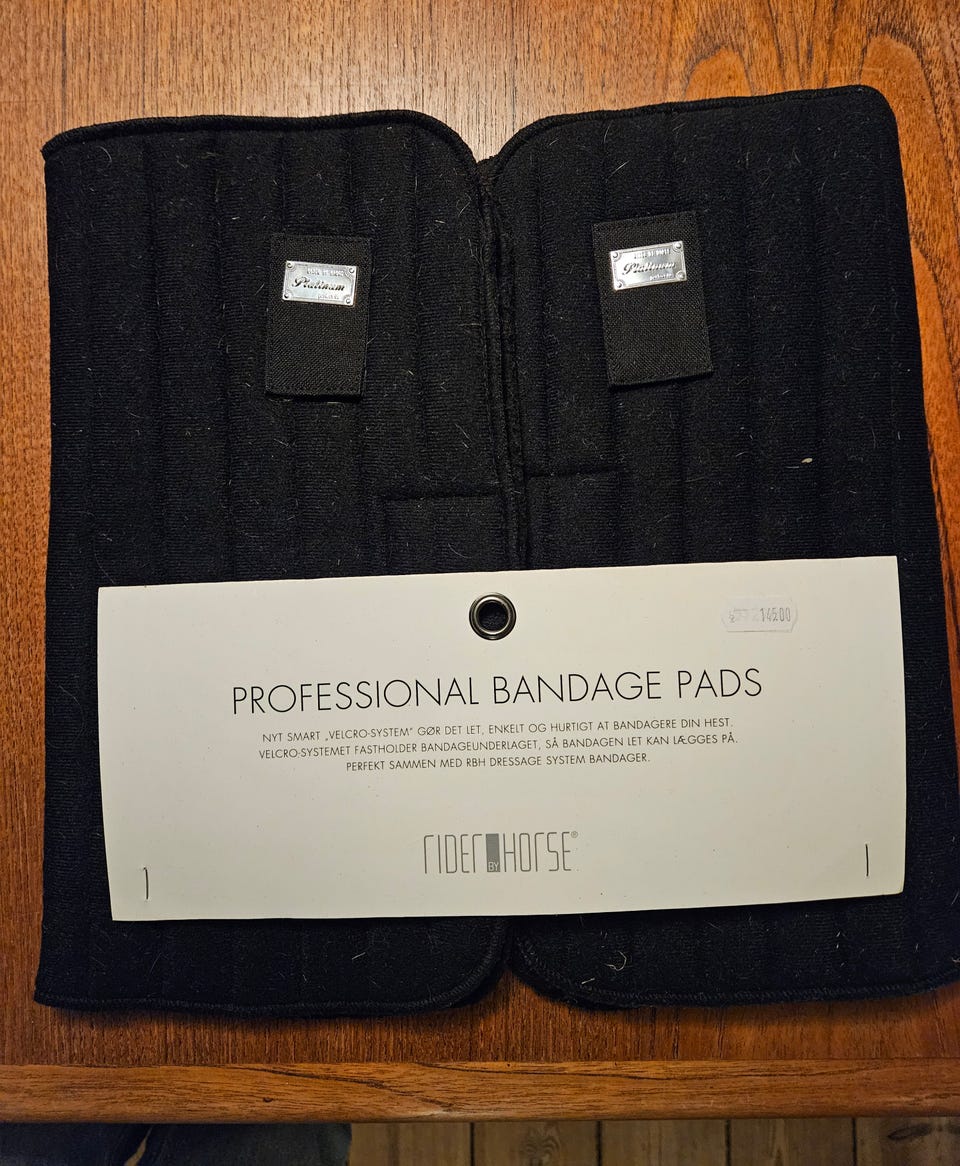 Platinum
Platinum
145.00
PROFESSIONAL BANDAGE PADS
NYT SMART „VELCRO-SYSTEM" GØR DET LET, ENKELT OG HURTIGT AT BANDAGERE DIN HEST.
VELCRO-SYSTEMET FASTHOLDER BANDAGEUNDERLAGET, SÅ BANDAGEN LET KAN LÆGGES PÅ.
PERFEKT SAMMEN MED RBH DRESSAGE SYSTEM BANDAGER.
RIDER BY HORSE®